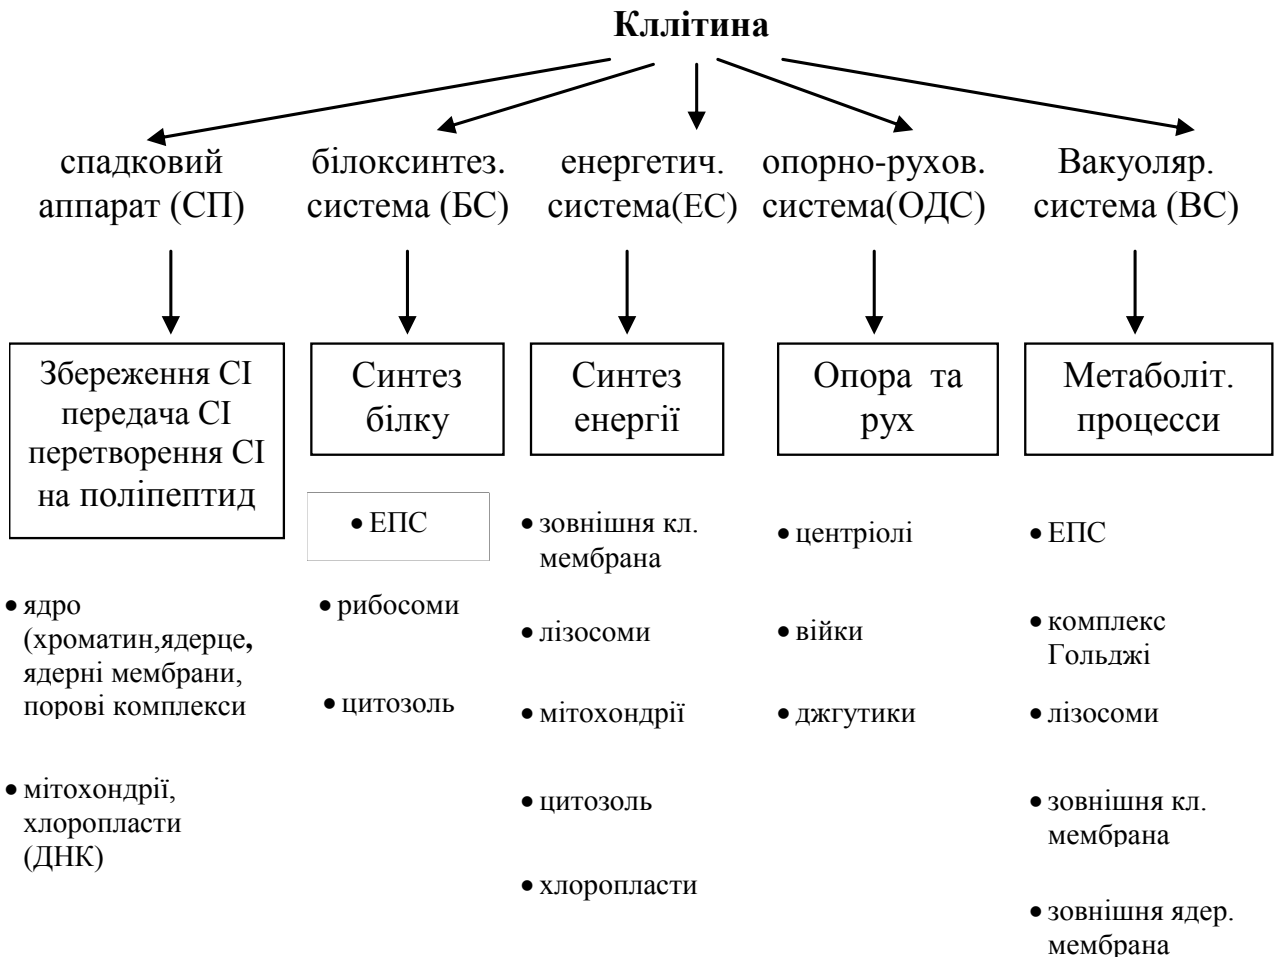 Кллітина
спадковий
аппарат (СП)
білоксинтез.
система (БС)
енергетич.
система(ЕС)
опорно-рухов.
система(ОДС)
Вакуоляр.
система (ВС)
Збереження СІ
передача СІ
перетворення СІ
на поліпептид
Синтез
білку
Синтез
енергії
Опора та
рух
Метаболіт.
процесси
• ядро
(хроматин,ядерце,
ядерні мембрани,
порові комплекси
• мітохондрії,
хлоропласти
(ДНК)
• ЕПС
• рибосоми
• цитозоль
• зовнішня кл.
мембрана
• лізосоми
• мітохондрії
• цитозоль
• хлоропласти
• центріолі
• війки
• джгутики
• ЕПС
• комплекс
Гольджі
• лізосоми
• зовнішня кл.
мембрана
• зовнішня ядер.
мембрана